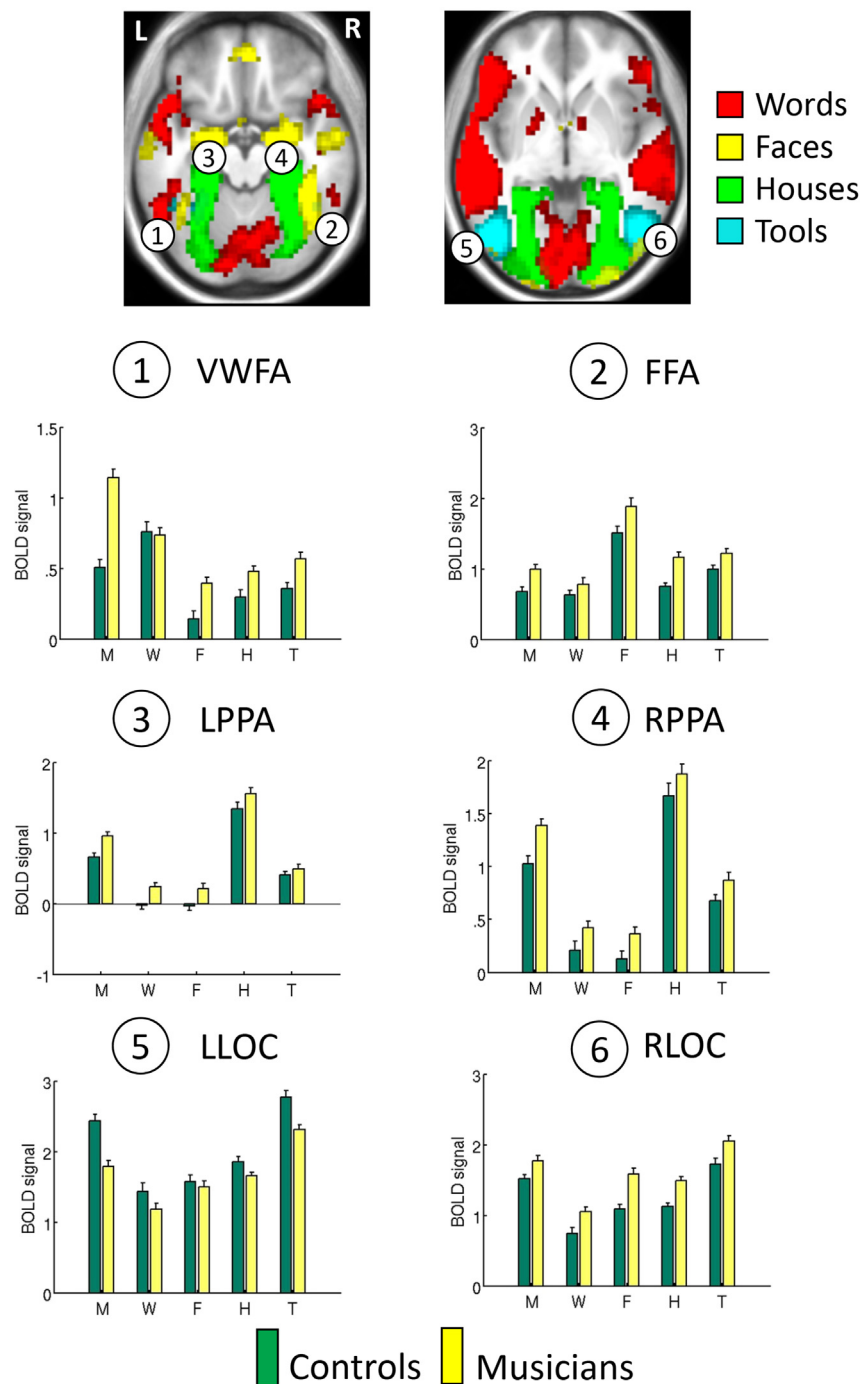 L R
3 4
1 2
5 6
Words
Faces
Houses
Tools
1 VWFA
BOLD signal
1.5
1
.5
0
M W F H T
2 FFA
BOLD signal
3
2
1
0
M W F H T
3 LPPA
BOLD signal
2
1
0
-1
M W F H T
4 RPPA
BOLD signal
2
1.5
1
.5
0
M W F H T
5 LLOC
BOLD signal
3
2
1
0
M W F H T
6 RLOC
BOLD signal
3
2
1
0
M W F H T
Controls Musicians